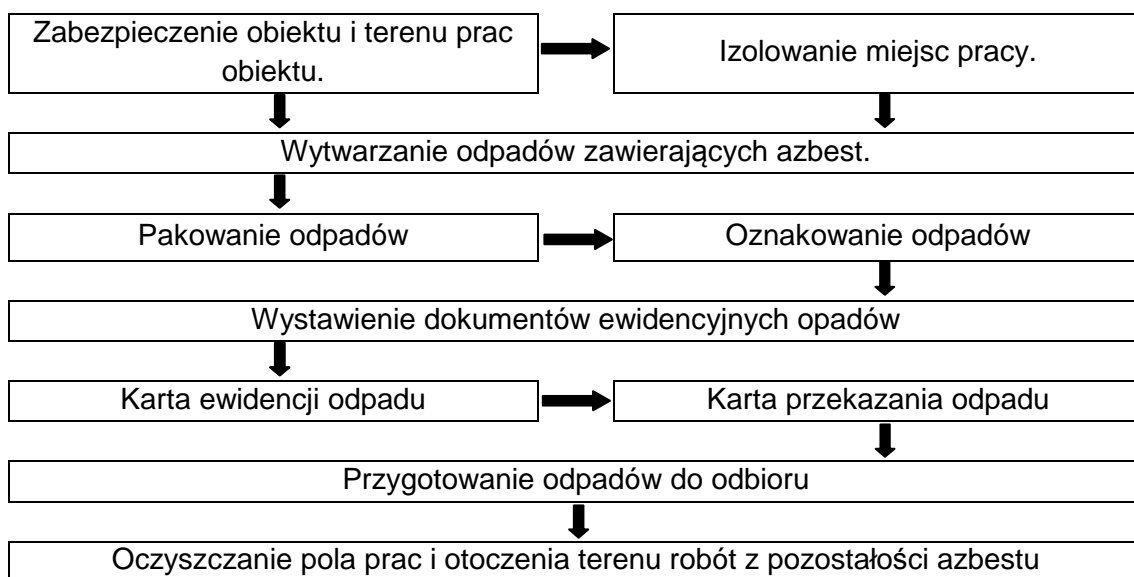 Zabezpieczenie obiektu i terenu prac
obiektu.
Izolowanie miejsc pracy.
Wytwarzanie odpadów zawierających azbest.
Pakowanie odpadów
Oznakowanie odpadów
Wystawienie dokumentów ewidencyjnych opadów
Karta ewidencji odpadu
Karta przekazania odpadu
Przygotowanie odpadów do odbioru
Oczyszczanie pola prac i otoczenia terenu robót z pozostałości azbestu